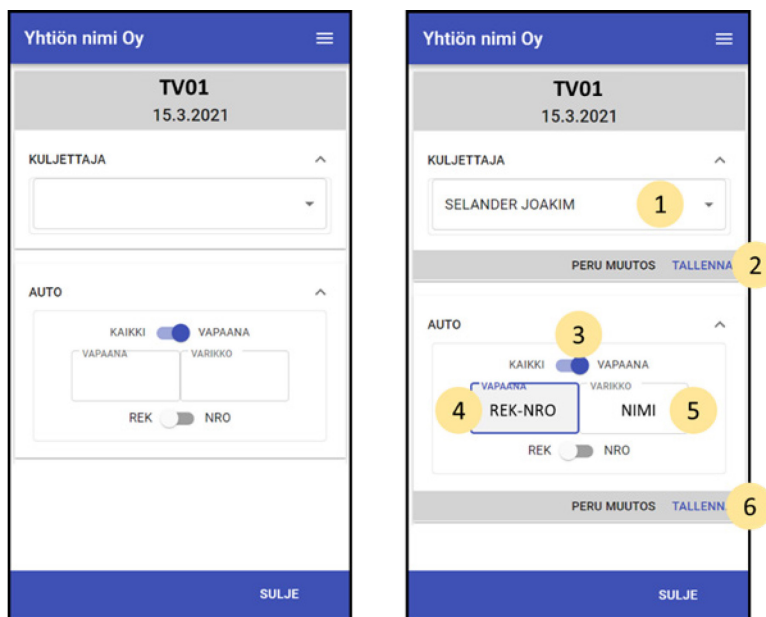 Yhtiön nimi Oy
TV01
15.3.2021
KULJETTAJA
AUTO
KAIKKI VAPAANA
VAPAANA VARIKKO
REK NRO
SULJE
Yhtiön nimi Oy
TV01
15.3.2021
KULJETTAJA
SELANDER JOAKIM 1
PERU MUUTOS TALLENNA 2
AUTO
3
KAIKKI VAPAANA
VAPAANA VARIKKO
4 REK-NRO NIMI 5
REK NRO
PERU MUUTOS TALLENN 6
SULJE